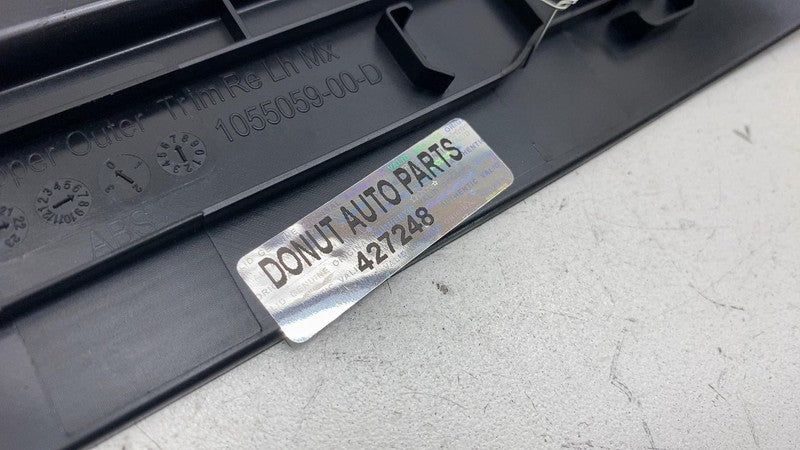 pper Outer Trim Re Lh Mx
1055059-00-D
ABS
DONUT AUTO PARTS
427248